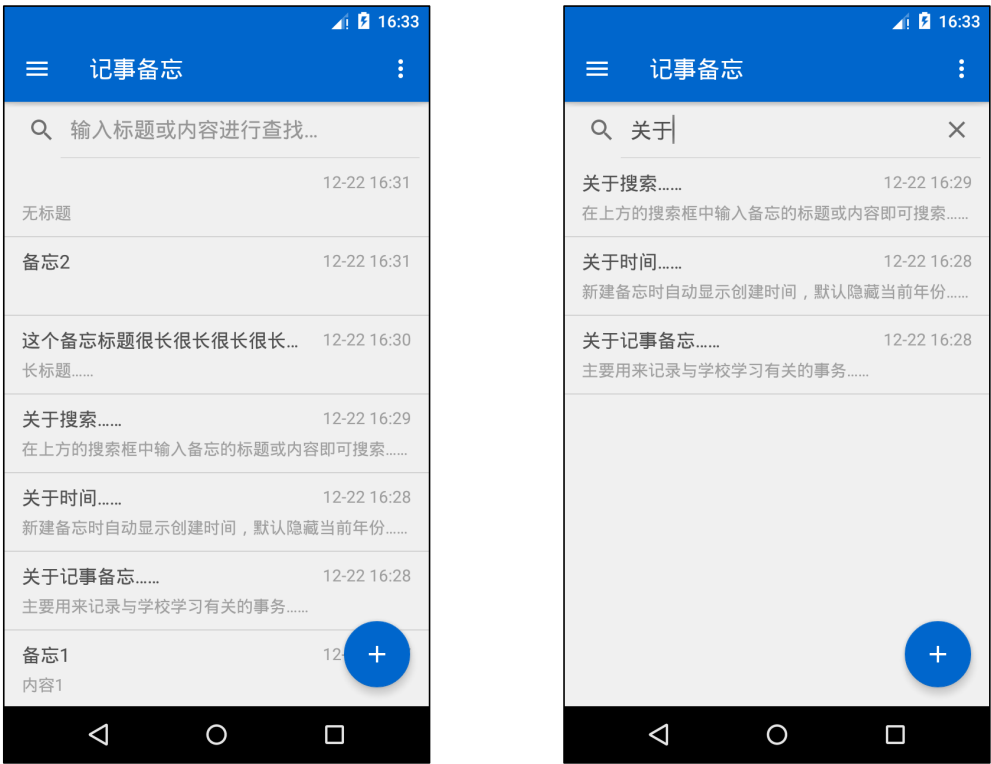 16:33
记事备忘
输入标题或内容进行查找...
12-22 16:31
无标题
备忘2 12-22 16:31
这个备忘标题很长很长很长很长... 12-22 16:30
长标题......
关于搜索...... 12-22 16:29
在上方的搜索框中输入备忘的标题或内容即可搜索......
关于时间...... 12-22 16:28
新建备忘时自动显示创建时间，默认隐藏当前年份......
关于记事备忘...... 12-22 16:28
主要用来记录与学校学习有关的事务......
备忘1 12-
内容1
16:33
记事备忘
关于
关于搜索...... 12-22 16:29
在上方的搜索框中输入备忘的标题或内容即可搜索......
关于时间...... 12-22 16:28
新建备忘时自动显示创建时间，默认隐藏当前年份......
关于记事备忘...... 12-22 16:28
主要用来记录与学校学习有关的事务......